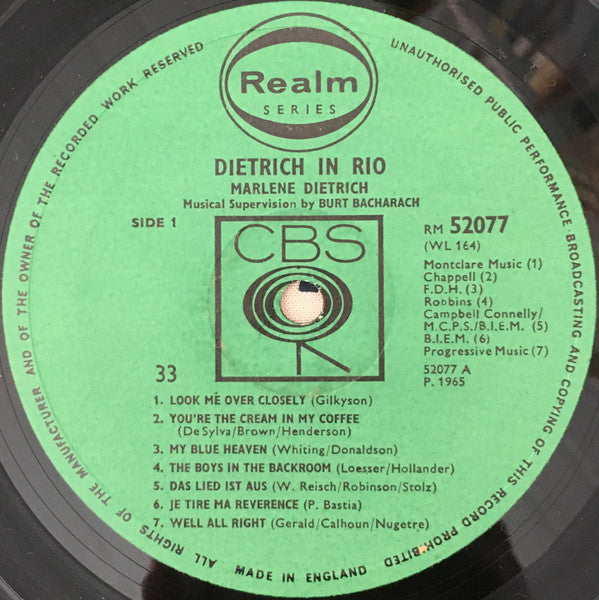 Realm
SERIES
DIETRICH IN RIO
MARLENE DIETRICH
Musical Supervision by BURT BACHARACH
SIDE 1
RM 52077
(WL 164)
CBS
Montclare Music (1)
Chappell (2)
F.D.H. (3)
Robbins (4)
Campbell Connelly/
M.C.P.S./B.I.E.M. (5)
B.I.E.M. (6)
Progressive Music (7)
33
52077 A
P. 1965
1. LOOK ME OVER CLOSELY (Gilkyson)
2. YOU'RE THE CREAM IN MY COFFEE
(De Sylva/Brown/Henderson)
3. MY BLUE HEAVEN (Whiting/Donaldson)
4. THE BOYS IN THE BACKROOM (Loesser/Hollander)
5. DAS LIED IST AUS (W. Reisch/Robinson/Stolz)
6. JE TIRE MA REVERENCE (P. Bastia)
7. WELL ALL RIGHT (Gerald/Calhoun/Nugetre)
ALL RIGHTS OF THE MANUFACTURER AND OF THE OWNER OF THE RECORDED WORK RESERVED
UNAUTHORISED PUBLIC PERFORMANCE · BROADCASTING AND COPYING OF THIS RECORD PROHIBITED
MADE IN ENGLAND